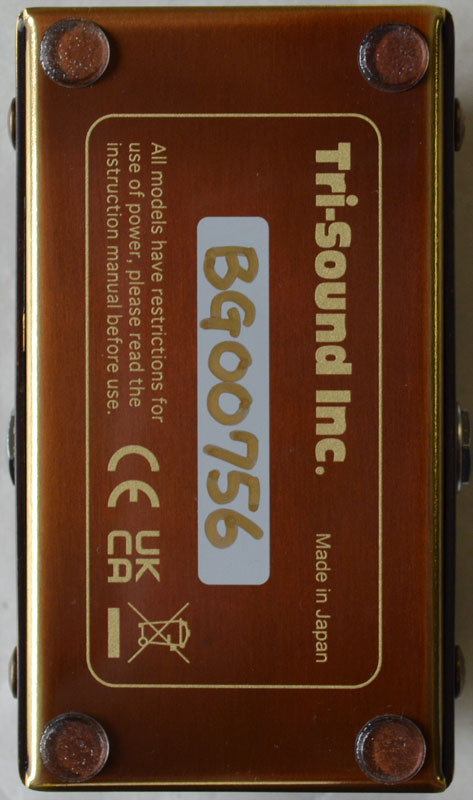 Tri-Sound Inc.
Made in Japan
BG00756
All models have restrictions for
use of power, please read the
instruction manual before use.
CE
UK
CA